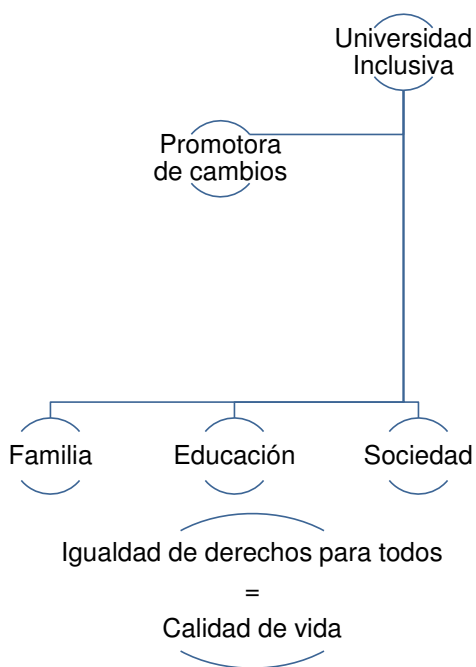 Universidad
Inclusiva
Promotora
de cambios
Familia
Educación
Sociedad
Igualdad de derechos para todos
=
Calidad de vida